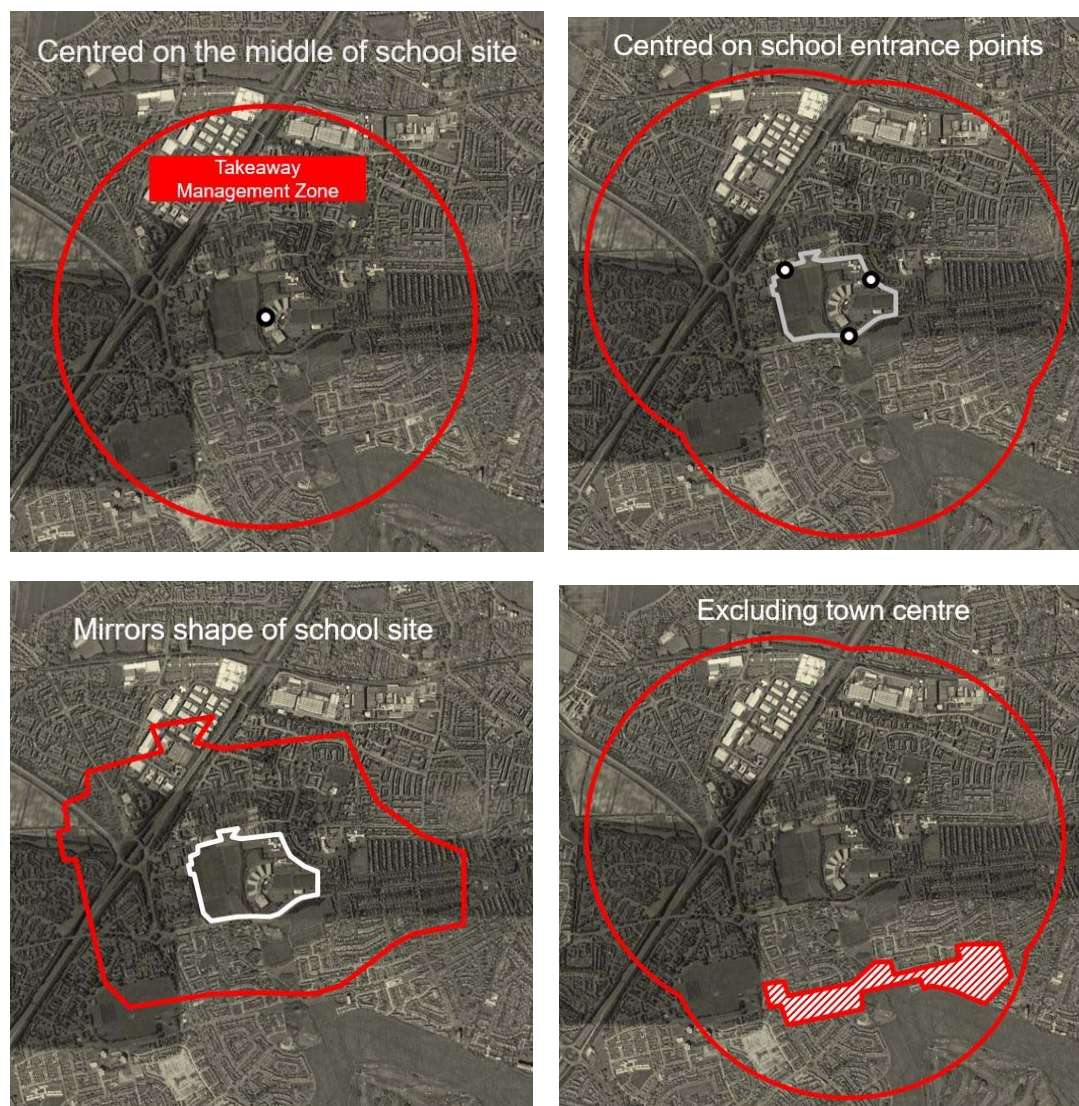 Centred on the middle of school site
Takeaway
Management Zone
Centred on school entrance points
Mirrors shape of school site
Excluding town centre